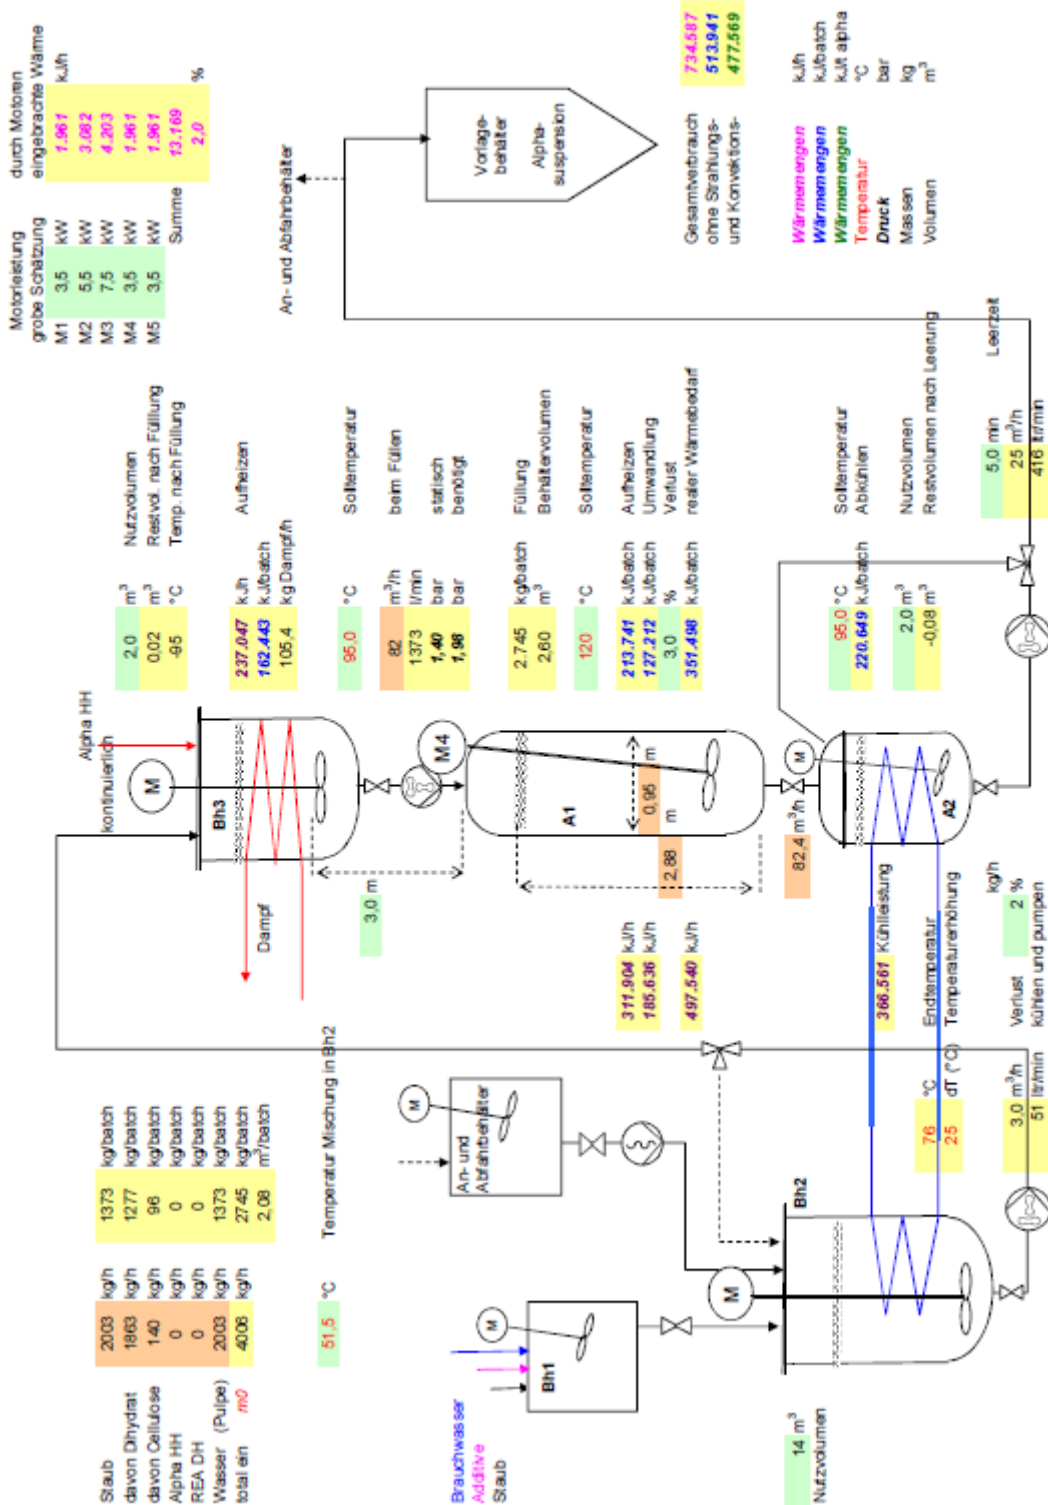 Staub 2003 kg/h 1373 kg/batch
davon Dihydrat 1863 kg/h 1277 kg/batch
davon Cellulose 140 kg/h 96 kg/batch
Alpha HH 0 kg/h 0 kg/batch
REA DH 0 kg/h 0 kg/batch
Wasser (Pulpe) 2003 kg/h 1373 kg/batch
total ein m0 4006 kg/h 2745 kg/batch
2,08 m³/batch
51,5 °C Temperatur Mischung in Bh2
Brauchwasser
Additive
Staub
Bh1
M
An- und
Abfahrbehälter
M
14 m³
Nutzvolumen
M
Bh2
Alpha HH
kontinuierlich
M
Bh3
Dampf
3,0 m
2,0 m³ Nutzvolumen
0,02 m³ Restvol. nach Füllung
-95 °C Temp. nach Füllung
237.047 kJ/h Aufheizen
162.443 kJ/batch
105,4 kg Dampf/h
95,0 °C Solltemperatur
82 m³/h beim Füllen
1373 l/min
1,40 bar statisch
1,98 bar benötigt
M4
A1
0,95 m
2,88 m
2.745 kg/batch Füllung
2,60 m³ Behältervolumen
120 °C Solltemperatur
311.904 kJ/h 213.741 kJ/batch Aufheizen
185.636 kJ/h 127.212 kJ/batch Umwandlung
3,0 % Verlust
497.540 kJ/h 351.498 kJ/batch realer Wärmebedarf
82,4 m³/h
M
A2
95,0 °C Solltemperatur
220.649 kJ/batch Abkühlen
2,0 m³ Nutzvolumen
-0,08 m³ Restvolumen nach Leerung
366.561 Kühlleistung
76 °C Endtemperatur
25 dT (°C) Temperaturerhöhung
kg/h
3,0 m³/h Verlust 2 %
51 ltr/min kühlen und pumpen
5,0 min Leerzeit
25 m³/h
416 ltr/min
Motorleistung durch Motoren
grobe Schätzung eingebrachte Wärme
M1 3,5 kW 1.961 kJ/h
M2 5,5 kW 3.082
M3 7,5 kW 4.203
M4 3,5 kW 1.961
M5 3,5 kW 1.961
Summe 13.169
2,0 %
An- und Abfahrbehälter
Vorlage-
behälter
Alpha-
suspension
Gesamtverbrauch 734.587
ohne Strahlungs- 513.941
und Konvektions- 477.569
Wärmemengen kJ/h
Wärmemengen kJ/batch
Wärmemengen kJ/t alpha
Temperatur °C
Druck bar
Massen kg
Volumen m³